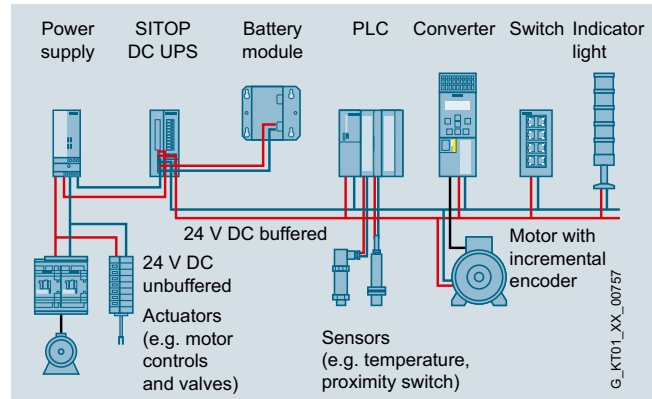 Power
supply
SITOP
DC UPS
Battery
module
PLC
Converter
Switch
Indicator
light
24 V DC buffered
24 V DC
unbuffered
Actuators
(e.g. motor
controls
and valves)
Sensors
(e.g. temperature,
proximity switch)
Motor with
incremental
encoder
G_KT01_XX_00757